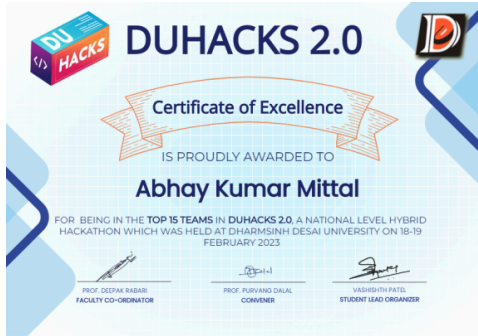 DU
HACKS
</>
DUHACKS 2.0
Certificate of Excellence
IS PROUDLY AWARDED TO
Abhay Kumar Mittal
FOR BEING IN THE TOP 15 TEAMS IN DUHACKS 2.0, A NATIONAL LEVEL HYBRID
HACKATHON WHICH WAS HELD AT DHARMSINH DESAI UNIVERSITY ON 18-19
FEBRUARY 2023
PROF. DEEPAK RABARI
FACULTY CO-ORDINATOR
PROF. PURVANG DALAL
CONVENER
VASHISHTH PATEL
STUDENT LEAD ORGANIZER